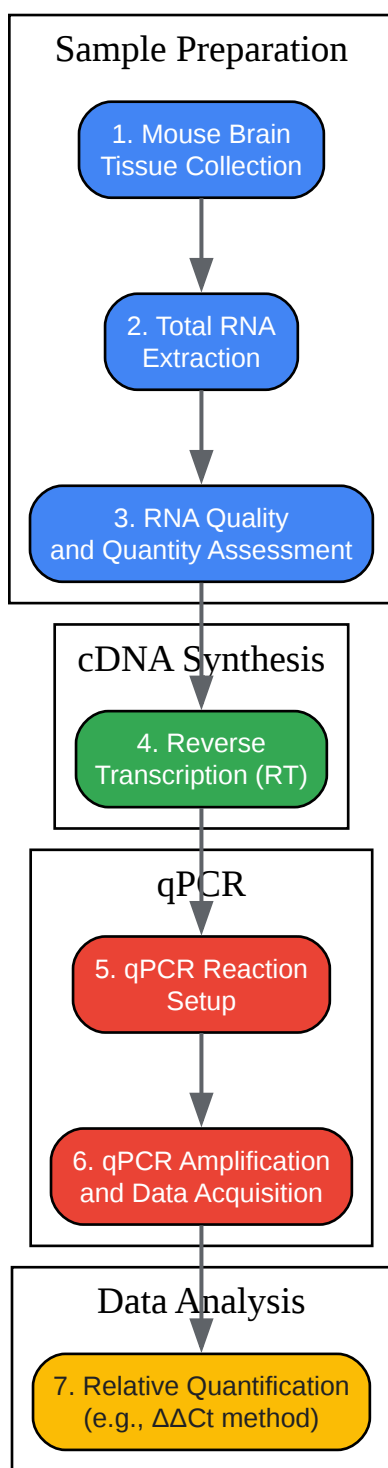 Sample Preparation
1. Mouse Brain
Tissue Collection
2. Total RNA
Extraction
3. RNA Quality
and Quantity Assessment
cDNA Synthesis
4. Reverse
Transcription (RT)
qPCR
5. qPCR Reaction
Setup
6. qPCR Amplification
and Data Acquisition
Data Analysis
7. Relative Quantification
(e.g., ΔΔCt method)